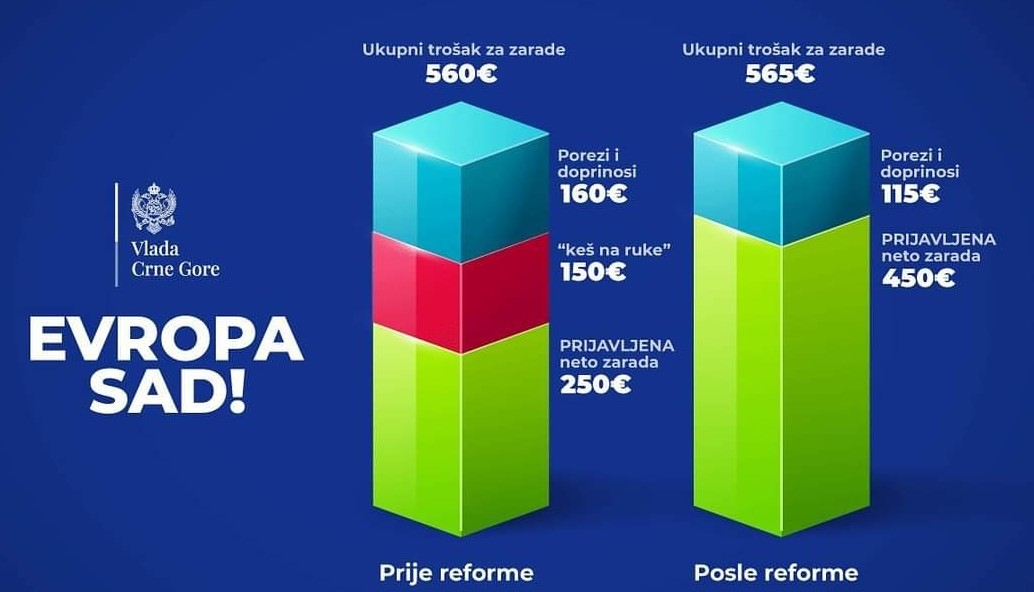 Vlada
Crne Gore
EVROPA
SAD!
Ukupni trošak za zarade
560€
Porezi i
doprinosi
160€
“keš na ruke”
150€
PRIJAVLJENA
neto zarada
250€
Prije reforme
Ukupni trošak za zarade
565€
Porezi i
doprinosi
115€
PRIJAVLJENA
neto zarada
450€
Posle reforme